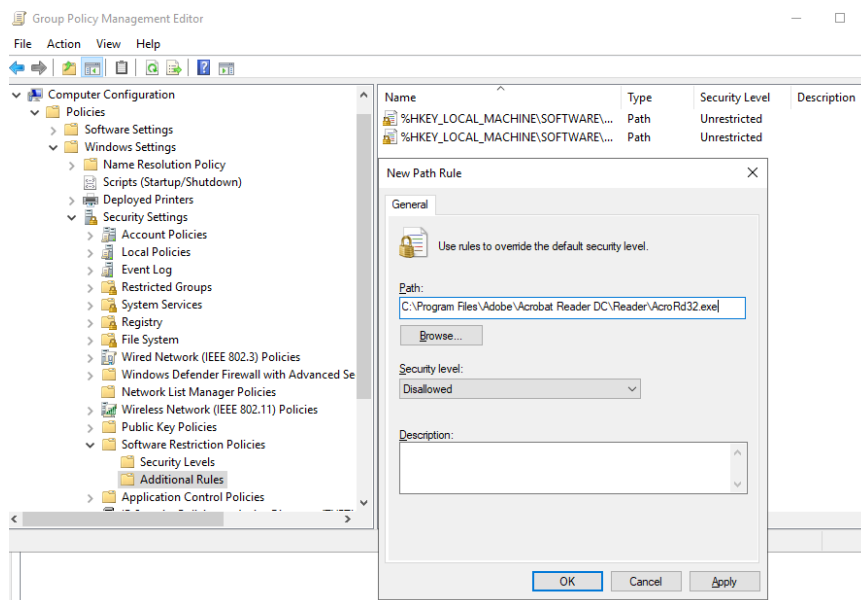 Group Policy Management Editor
File Action View Help
Computer Configuration
Policies
Software Settings
Windows Settings
Name Resolution Policy
Scripts (Startup/Shutdown)
Deployed Printers
Security Settings
Account Policies
Local Policies
Event Log
Restricted Groups
System Services
Registry
File System
Wired Network (IEEE 802.3) Policies
Windows Defender Firewall with Advanced Se
Network List Manager Policies
Wireless Network (IEEE 802.11) Policies
Public Key Policies
Software Restriction Policies
Security Levels
Additional Rules
Application Control Policies
Name Type Security Level Description
%HKEY_LOCAL_MACHINE\SOFTWARE\... Path Unrestricted
%HKEY_LOCAL_MACHINE\SOFTWARE\... Path Unrestricted
New Path Rule
General
Use rules to override the default security level.
Path:
C:\Program Files\Adobe\Acrobat Reader DC\Reader\AcroRd32.exe
Browse...
Security level:
Disallowed
Description:
OK Cancel Apply